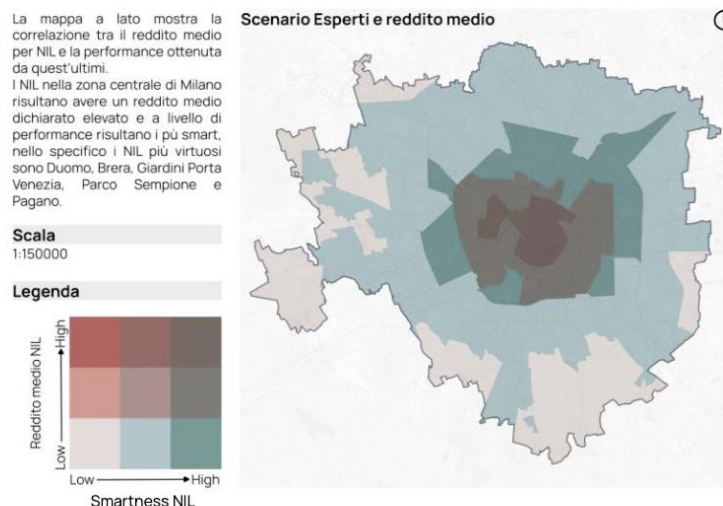 La mappa a lato mostra la
correlazione tra il reddito medio
per NIL e la performance ottenuta
da quest'ultimi.
I NIL nella zona centrale di Milano
risultano avere un reddito medio
dichiarato elevato e a livello di
performance risultano i pù smart,
nello specifico i NIL più virtuosi
sono Duomo, Brera, Giardini Porta
Venezia, Parco Sempione e
Pagano.
Scala
1:150000
Legenda
Reddito medio NIL
High
Low
Low
High
Smartness NIL
Scenario Esperti e reddito medio